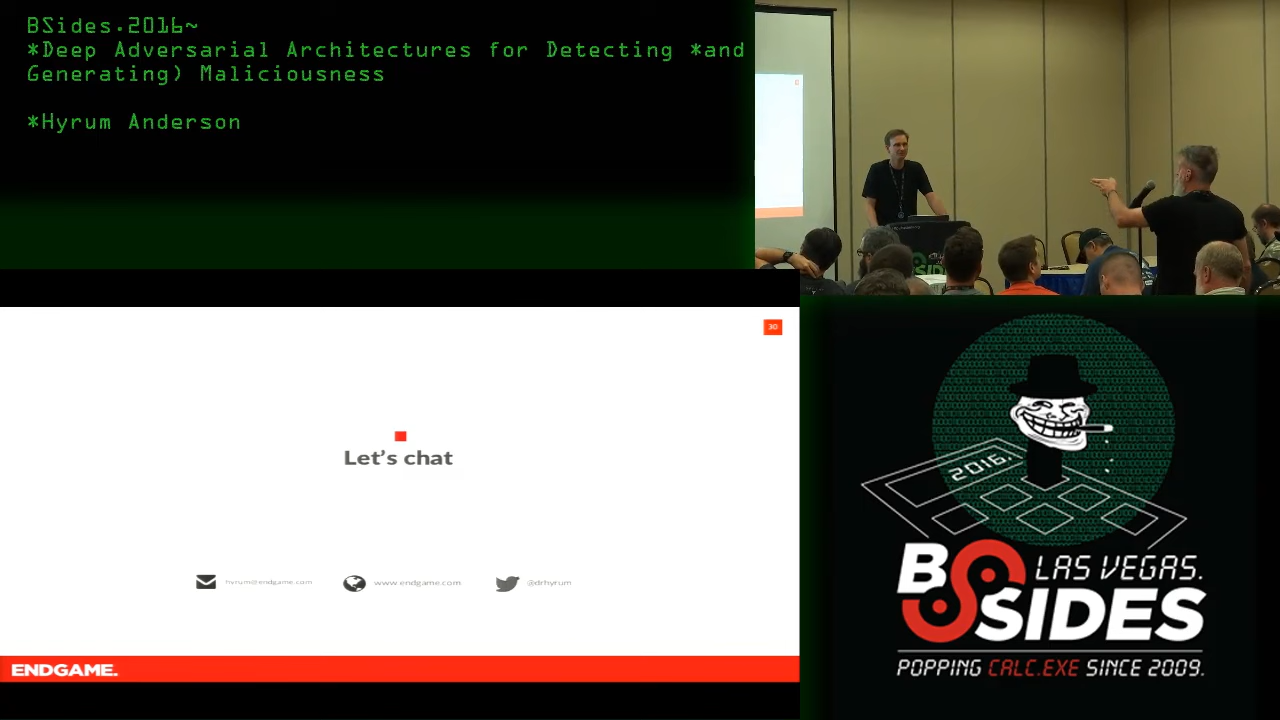 BSides.2016~
*Deep Adversarial Architectures for Detecting *and
Generating) Maliciousness
*Hyrum Anderson
30
Let's chat
hyrum@endgame.com
www.endgame.com
@drhyrum
ENDGAME.
2016.
BSIDES
LAS VEGAS.
POPPING CALC.EXE SINCE 2009.